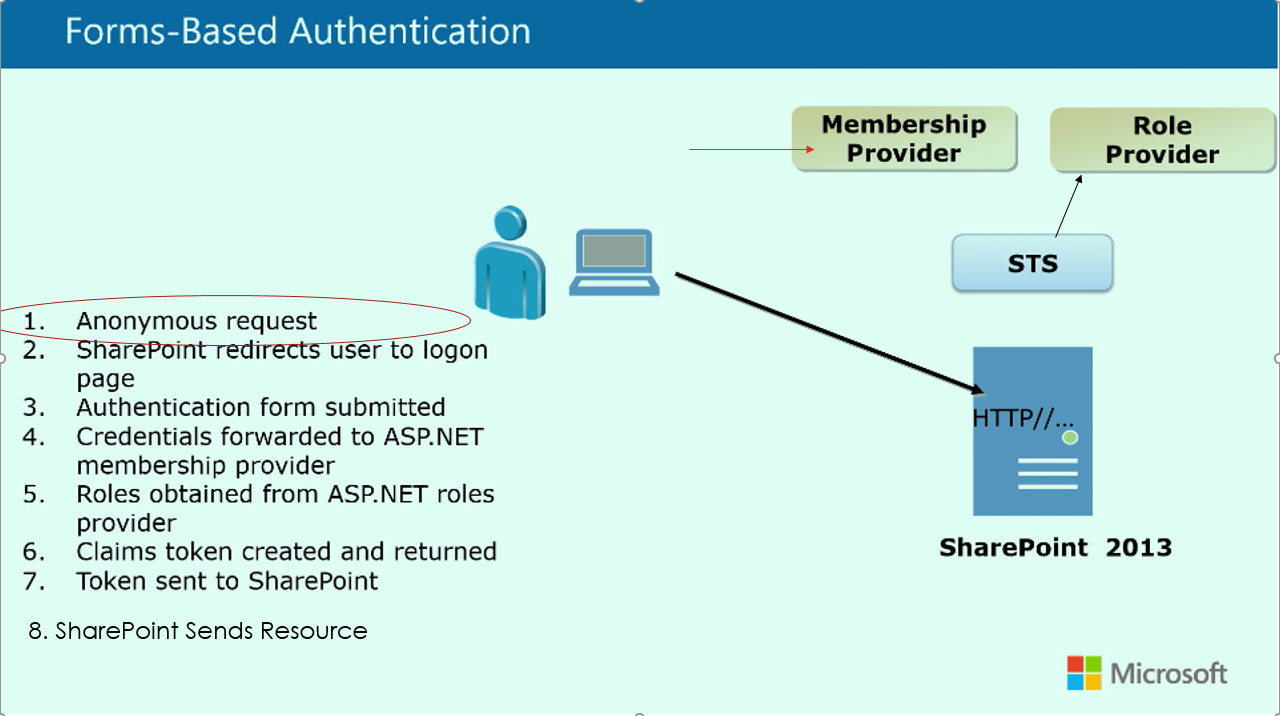 Forms-Based Authentication
Membership
Provider
Role
Provider
STS
1. Anonymous request
2. SharePoint redirects user to logon
page
3. Authentication form submitted
4. Credentials forwarded to ASP.NET
membership provider
5. Roles obtained from ASP.NET roles
provider
6. Claims token created and returned
7. Token sent to SharePoint
8. SharePoint Sends Resource
HTTP//...
SharePoint 2013
Microsoft